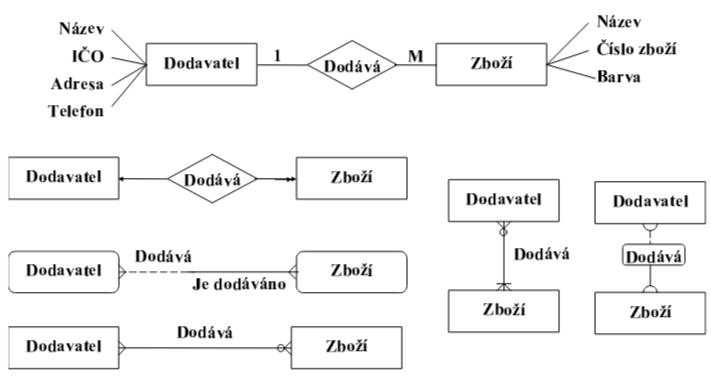 Název
IČO
Adresa
Telefon
Dodavatel
1
Dodává
M
Zboží
Název
Číslo zboží
Barva
Dodavatel
Dodává
Zboží
Dodavatel
Dodává
Je dodáváno
Zboží
Dodavatel
Dodává
Zboží
Dodavatel
Dodává
Zboží
Dodavatel
Dodává
Zboží